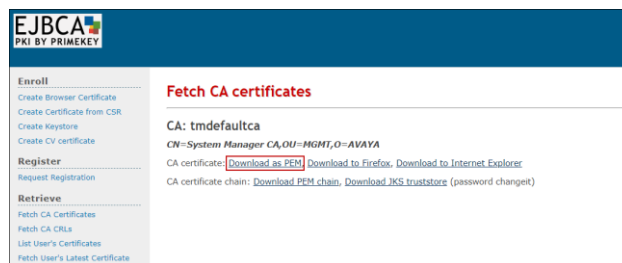 EJBCA
PKI BY PRIMEKEY
Enroll
Create Browser Certificate
Create Certificate from CSR
Create Keystore
Create CV certificate
Register
Request Registration
Retrieve
Fetch CA Certificates
Fetch CA CRLs
List User's Certificates
Fetch User's Latest Certificate
Fetch CA certificates
CA: tmdefaultca
CN=System Manager CA,OU=MGMT,O=AVAYA
CA certificate: Download as PEM, Download to Firefox, Download to Internet Explorer
CA certificate chain: Download PEM chain, Download JKS truststore (password changeit)